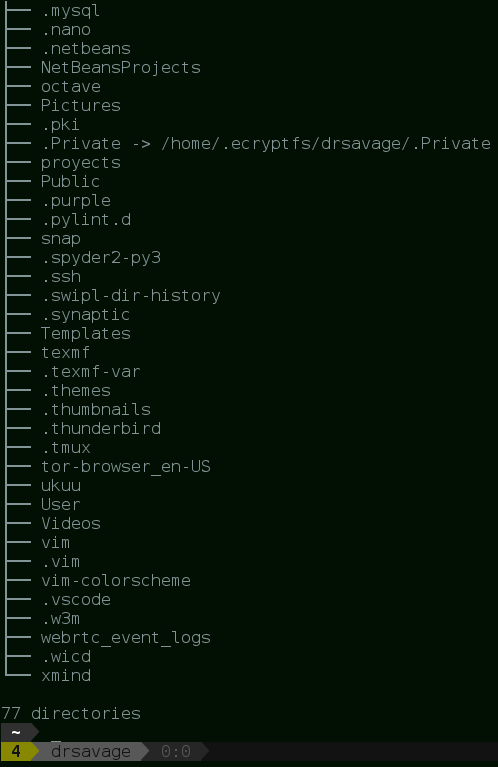 ├── .mysql
├── .nano
├── .netbeans
├── NetBeansProjects
├── octave
├── Pictures
├── .pki
├── .Private -> /home/.ecryptfs/drsavage/.Private
├── proyects
├── Public
├── .purple
├── .pylint.d
├── snap
├── .spyder2-py3
├── .ssh
├── .swipl-dir-history
├── .synaptic
├── Templates
├── texmf
├── .texmf-var
├── .themes
├── .thumbnails
├── .thunderbird
├── .tmux
├── tor-browser_en-US
├── ukuu
├── User
├── Videos
├── vim
├── .vim
├── vim-colorscheme
├── .vscode
├── .w3m
├── webrtc_event_logs
├── .wicd
└── xmind
77 directories
~
4 drsavage 0:0